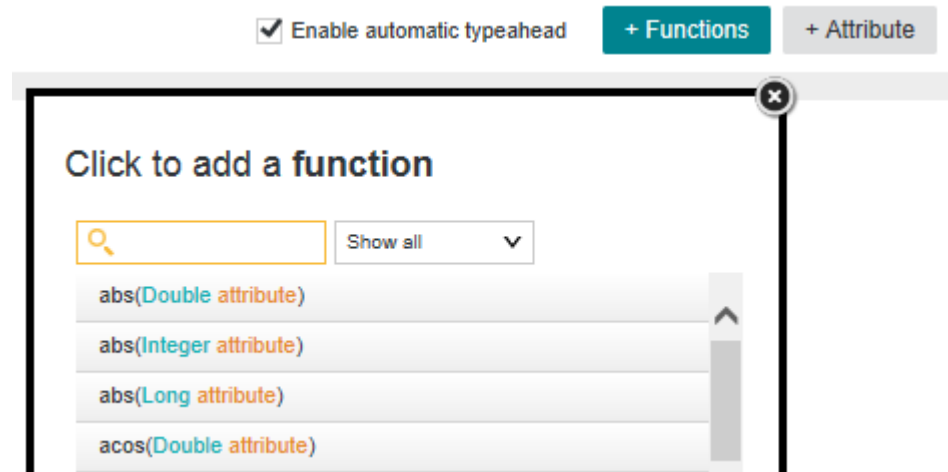 Enable automatic typeahead + Functions + Attribute
Click to add a function
Show all
abs(Double attribute)
abs(Integer attribute)
abs(Long attribute)
acos(Double attribute)